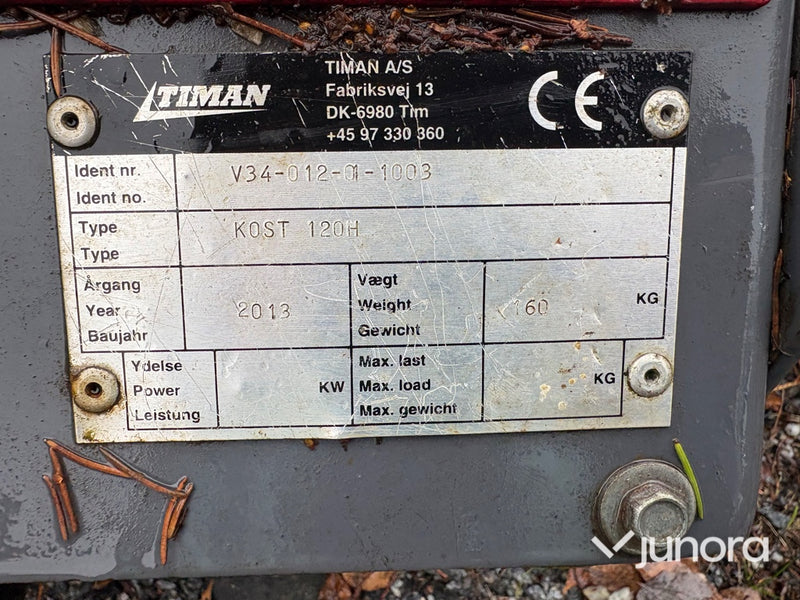 TIMAN
TIMAN A/S
Fabriksvej 13
DK-6980 Tim
+45 97 330 360
CE
Ident nr.
Ident no.
V34-012-01-1003
Type
Type
KOST 120H
Årgang
Year
Baujahr
2013
Vægt
Weight
Gewicht
160
KG
Ydelse
Power
Leistung
KW
Max. last
Max. load
Max. gewicht
KG
junora